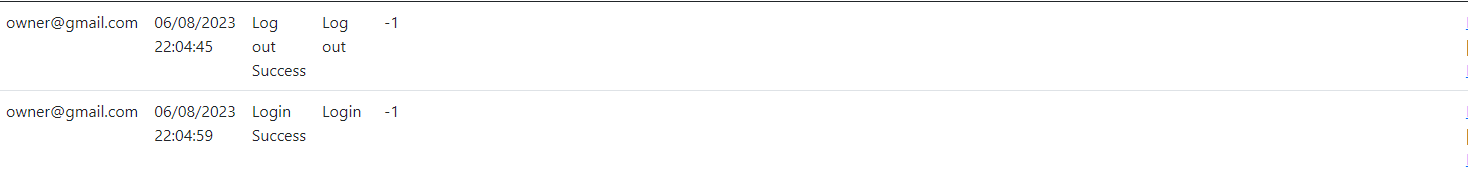 owner@gmail.com 06/08/2023 Log Log -1
22:04:45 out out
Success
owner@gmail.com 06/08/2023 Login Login -1
22:04:59 Success